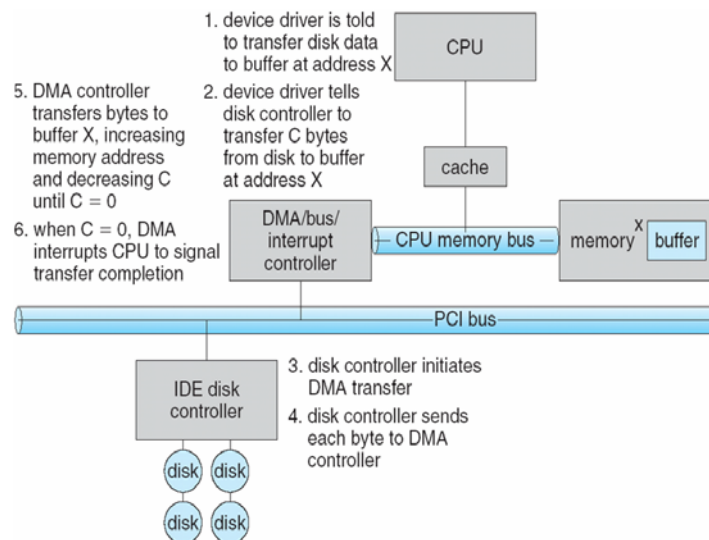 1. device driver is told
to transfer disk data
to buffer at address X
CPU
5. DMA controller
transfers bytes to
buffer X, increasing
memory address
and decreasing C
until C = 0
2. device driver tells
disk controller to
transfer C bytes
from disk to buffer
at address X
cache
6. when C = 0, DMA
interrupts CPU to signal
transfer completion
DMA/bus/
interrupt
controller
CPU memory bus
memory
X
buffer
PCI bus
IDE disk
controller
3. disk controller initiates
DMA transfer
4. disk controller sends
each byte to DMA
controller
disk disk
disk disk